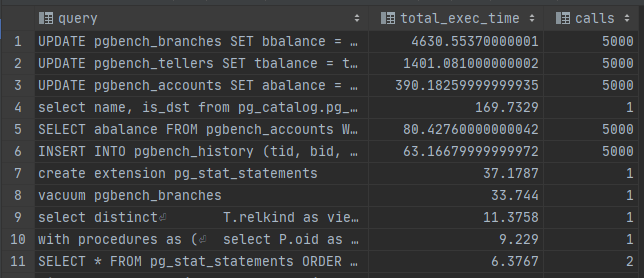 query total_exec_time calls
1 UPDATE pgbench_branches SET bbalance = … 4630.55370000001 5000
2 UPDATE pgbench_tellers SET tbalance = t… 1401.081000000002 5000
3 UPDATE pgbench_accounts SET abalance = … 390.18259999999935 5000
4 select name, is_dst from pg_catalog.pg_… 169.7329 1
5 SELECT abalance FROM pgbench_accounts W… 80.42760000000042 5000
6 INSERT INTO pgbench_history (tid, bid, … 63.16679999999972 5000
7 create extension pg_stat_statements 37.1787 1
8 vacuum pgbench_branches 33.744 1
9 select distinct⏎ T.relkind as vie… 11.3758 1
10 with procedures as (⏎ select P.oid as … 9.229 1
11 SELECT * FROM pg_stat_statements ORDER … 6.3767 2